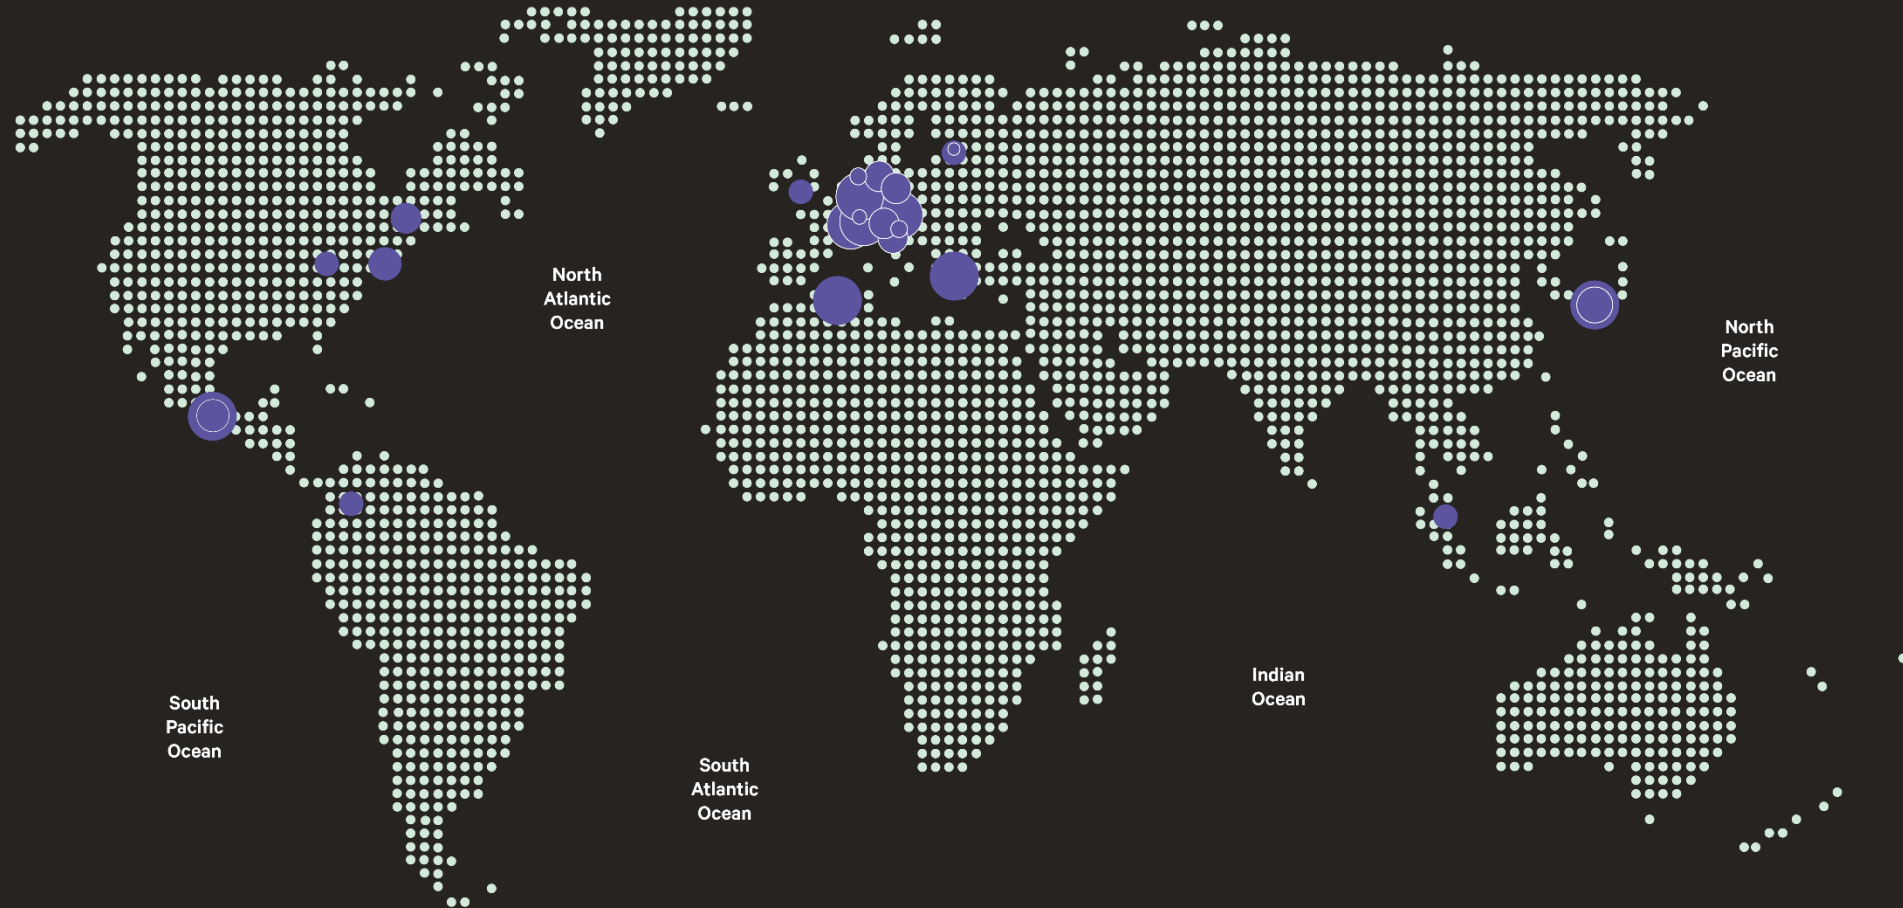 North
Atlantic
Ocean
North
Pacific
Ocean
South
Pacific
Ocean
South
Atlantic
Ocean
Indian
Ocean